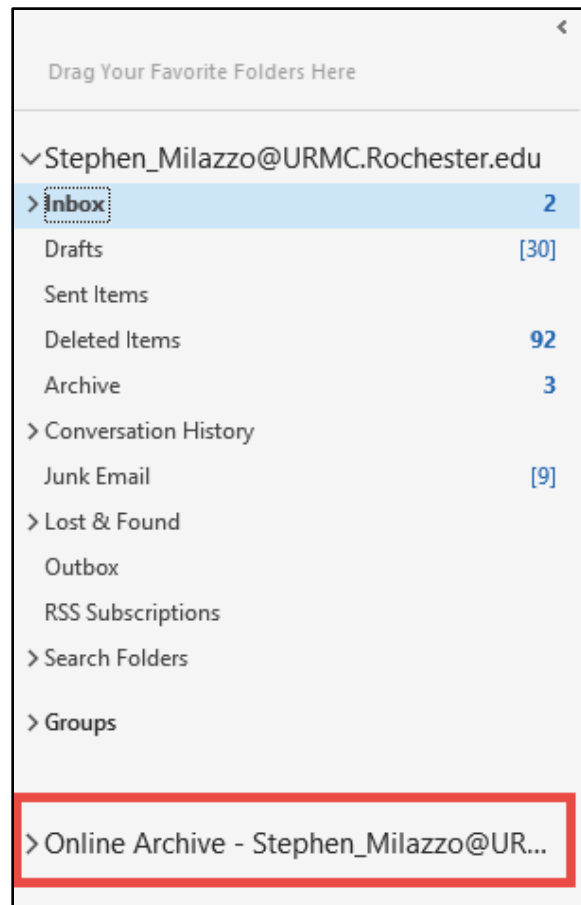 Drag Your Favorite Folders Here
Stephen_Milazzo@URMC.Rochester.edu
Inbox 2
Drafts [30]
Sent Items
Deleted Items 92
Archive 3
Conversation History
Junk Email [9]
Lost & Found
Outbox
RSS Subscriptions
Search Folders
Groups
Online Archive - Stephen_Milazzo@UR...